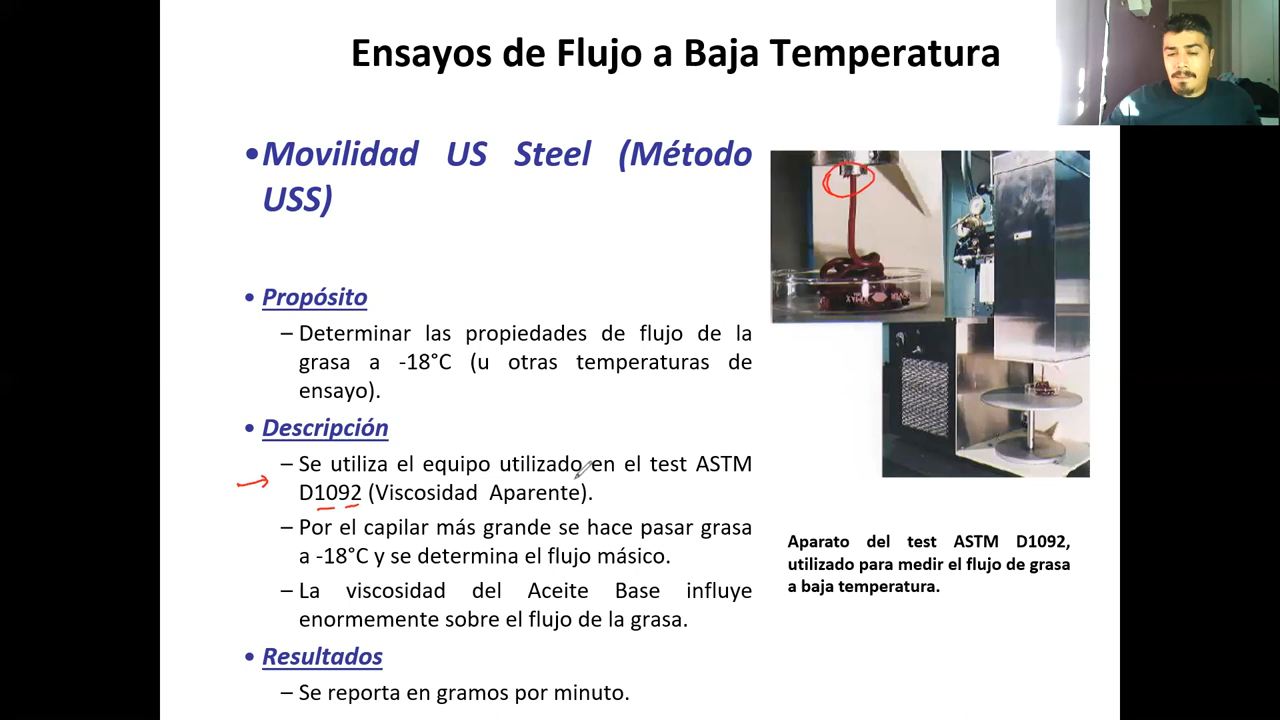 Ensayos de Flujo a Baja Temperatura
•Movilidad US Steel (Método
USS)
• Propósito
– Determinar las propiedades de flujo de la
grasa a -18°C (u otras temperaturas de
ensayo).
• Descripción
– Se utiliza el equipo utilizado en el test ASTM
D1092 (Viscosidad Aparente).
– Por el capilar más grande se hace pasar grasa
a -18°C y se determina el flujo másico.
– La viscosidad del Aceite Base influye
enormemente sobre el flujo de la grasa.
• Resultados
– Se reporta en gramos por minuto.
Aparato del test ASTM D1092,
utilizado para medir el flujo de grasa
a baja temperatura.